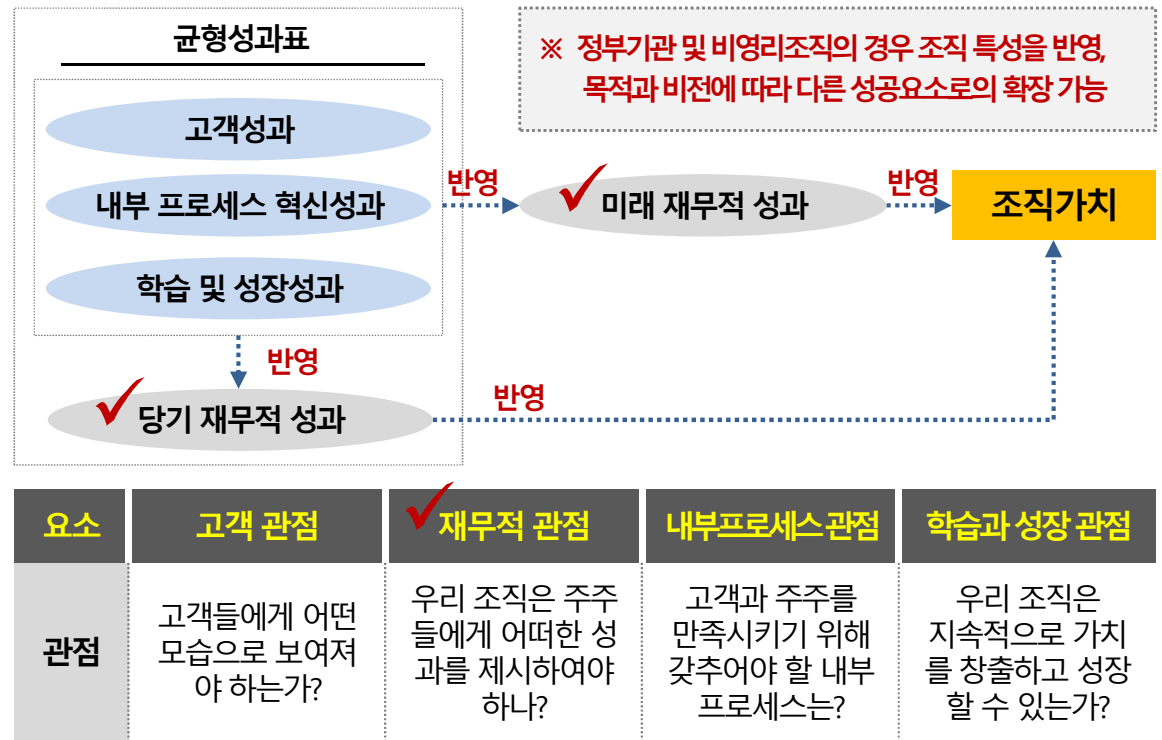 균형성과표
※ 정부기관 및 비영리조직의 경우 조직 특성을 반영,
목적과 비전에 따라 다른 성공요소로의 확장 가능
고객성과
내부 프로세스 혁신성과
학습 및 성장성과
반영
미래 재무적 성과
반영
조직가치
반영
당기 재무적 성과
반영
요소
고객 관점
재무적 관점
내부프로세스 관점
학습과 성장 관점
관점
고객들에게 어떤
모습으로 보여져
야 하는가?
우리 조직은 주주
들에게 어떠한 성
과를 제시하여야
하나?
고객과 주주를
만족시키기 위해
갖추어야 할 내부
프로세스는?
우리 조직은
지속적으로 가치
를 창출하고 성장
할 수 있는가?